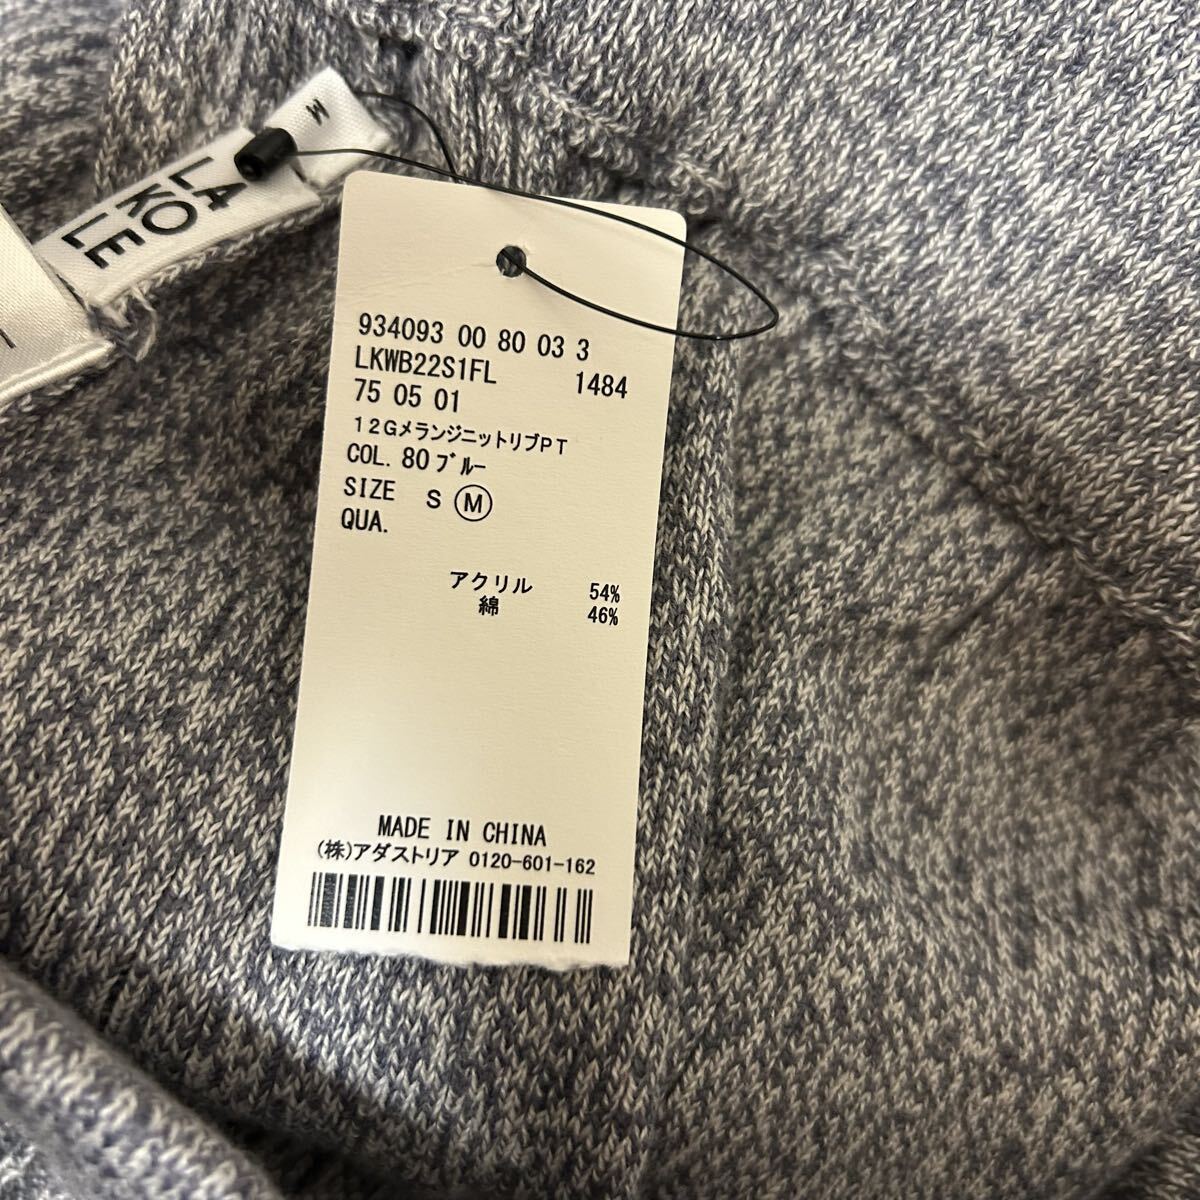 M
LA
KO
LE
934093 00 80 03 3
LKWB22S1FL 1484
75 05 01
12GメランジニットリブPT
COL. 80 ブルー
SIZE S Ⓜ
QUA.
アクリル 54%
綿 46%
MADE IN CHINA
(株)アダストリア 0120-601-162